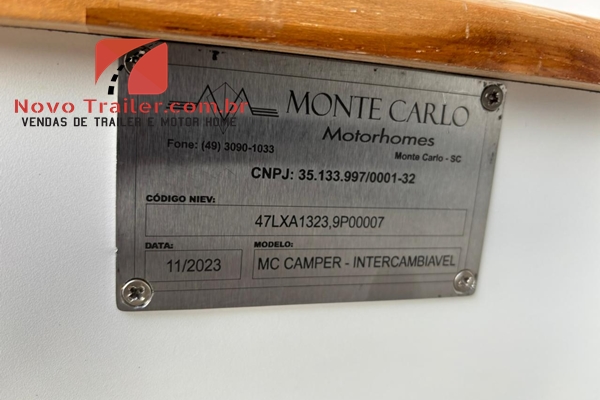 Novo Trailer.com.br
VENDAS DE TRAILER E MOTOR HOME
MONTE CARLO
Motorhomes
Fone: (49) 3090-1033
Monte Carlo - SC
CNPJ: 35.133.997/0001-32
CÓDIGO NIEV:
47LXA1323,9P00007
DATA:
MODELO:
11/2023
MC CAMPER - INTERCAMBIAVEL